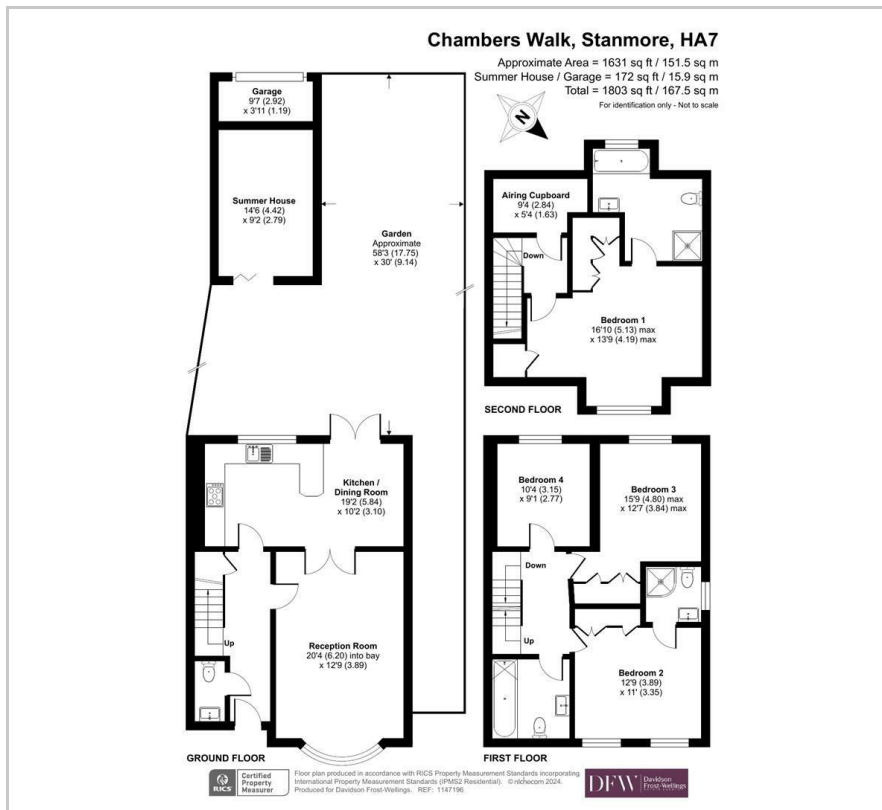 Chambers Walk, Stanmore, HA7
Approximate Area = 1631 sq ft / 151.5 sq m
Summer House / Garage = 172 sq ft / 15.9 sq m
Total = 1803 sq ft / 167.5 sq m
For identification only - Not to scale
N
Garage
9'7 (2.92)
x 3'11 (1.19)
Summer House
14'6 (4.42)
x 9'2 (2.79)
Garden
Approximate
58'3 (17.75)
x 30' (9.14)
Airing Cupboard
9'4 (2.84)
x 5'4 (1.63)
Down
Bedroom 1
16'10 (5.13) max
x 13'9 (4.19) max
SECOND FLOOR
Kitchen /
Dining Room
19'2 (5.84)
x 10'2 (3.10)
Up
Reception Room
20'4 (6.20) into bay
x 12'9 (3.89)
GROUND FLOOR
Bedroom 4
10'4 (3.15)
x 9'1 (2.77)
Bedroom 3
15'9 (4.80) max
x 12'7 (3.84) max
Down
Up
Bedroom 2
12'9 (3.89)
x 11' (3.35)
FIRST FLOOR
RICS
Certified
Property
Measurer
Floor plan produced in accordance with RICS Property Measurement Standards incorporating
International Property Measurement Standards (IPMS2 Residential). © nichecom 2024.
Produced for Davidson Frost-Wellings. REF: 1147196
DFW
Davidson
Frost-Wellings